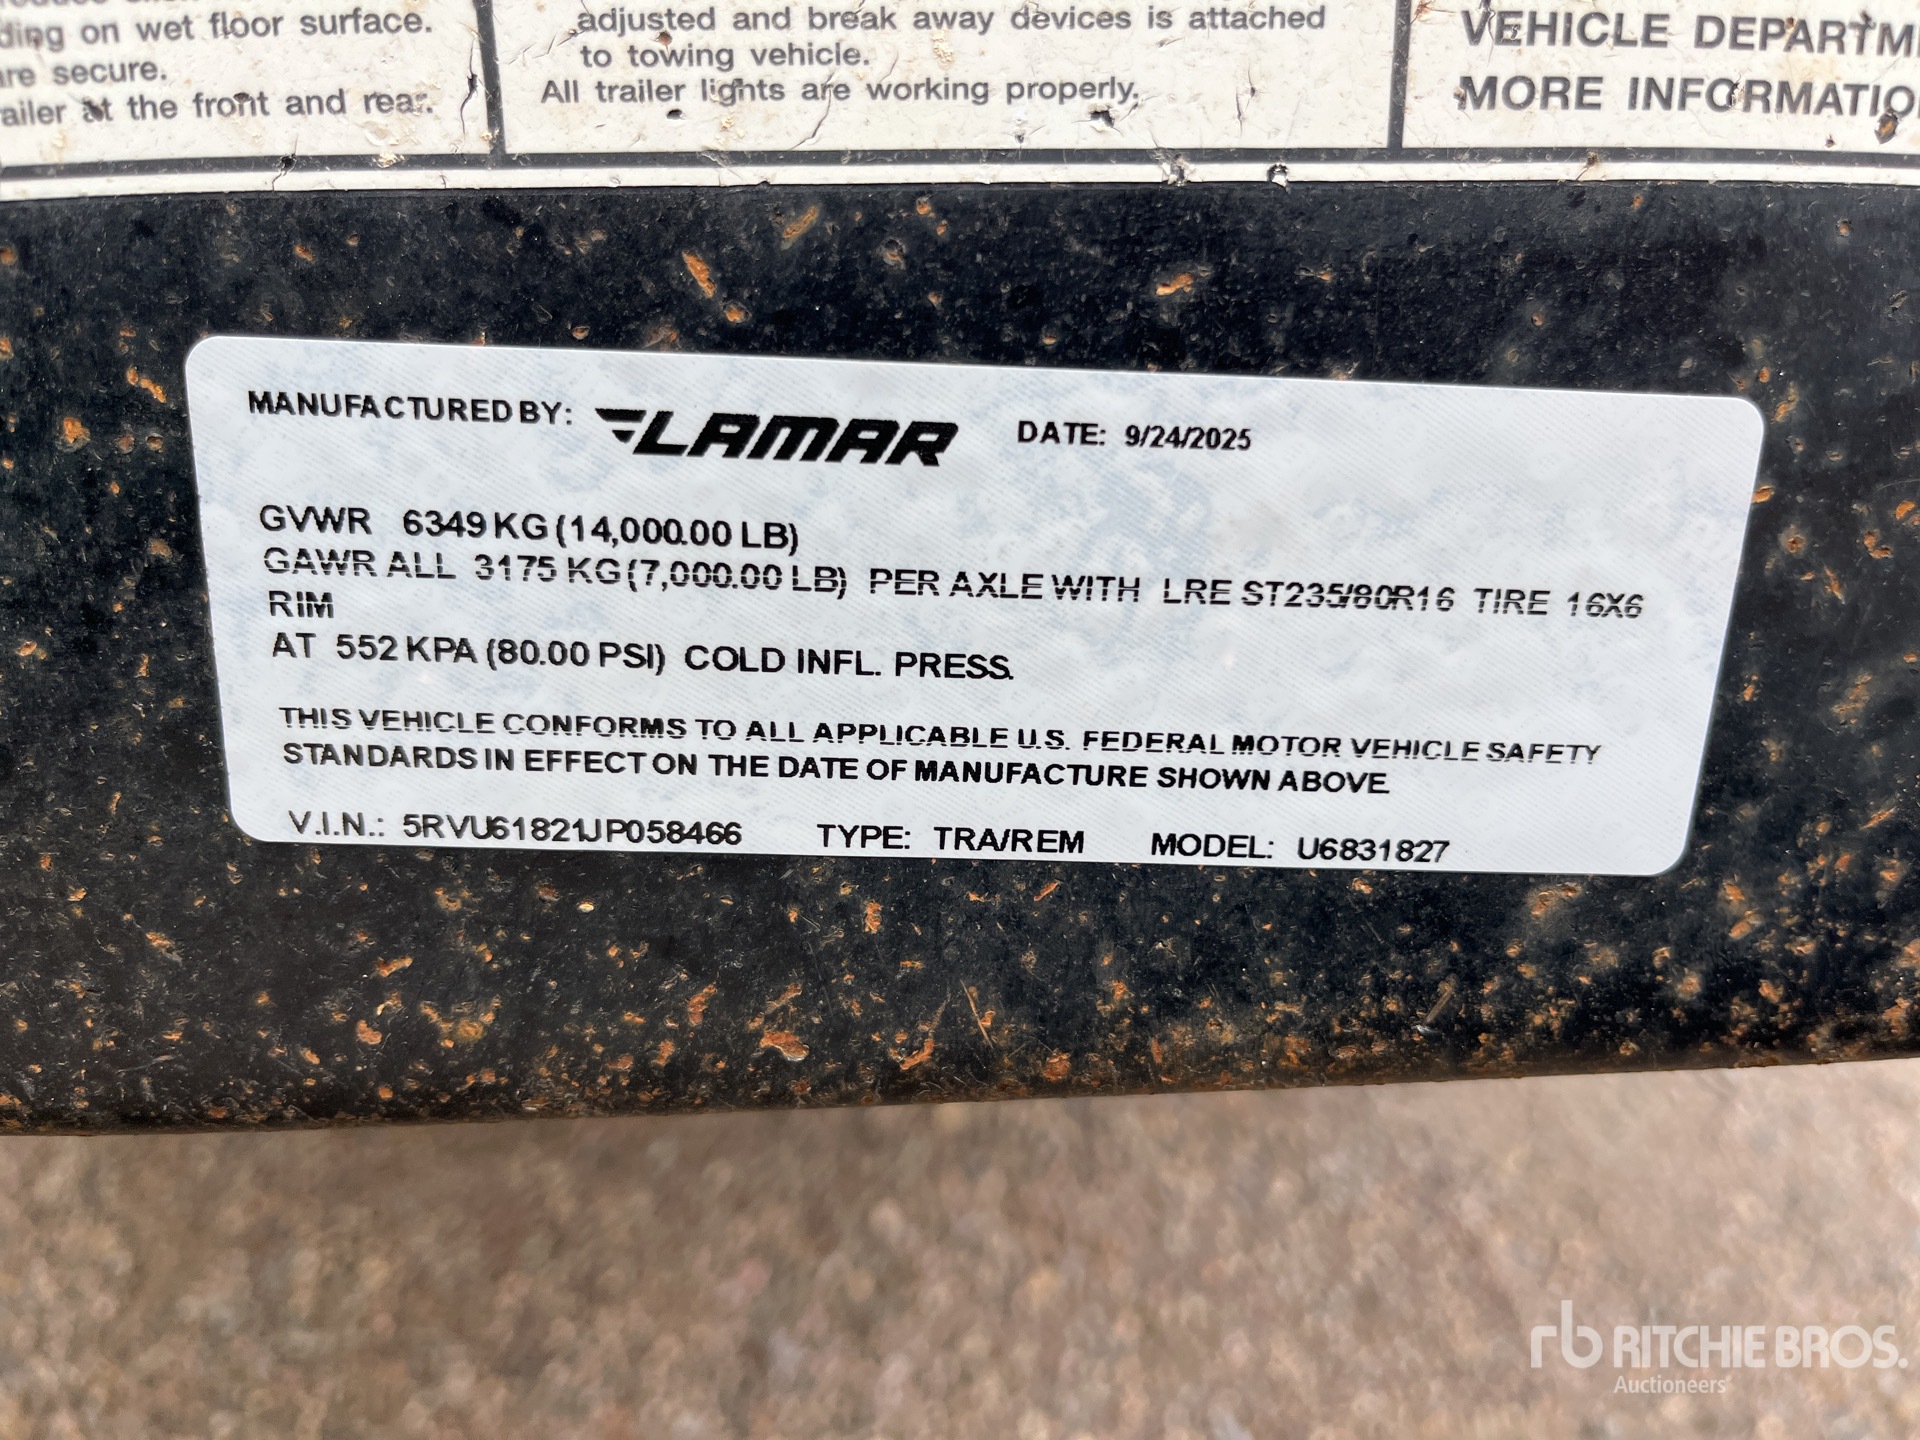 ding on wet floor surface.
are secure.
ailer at the front and rear.
adjusted and break away devices is attached
to towing vehicle.
All trailer lights are working properly.
VEHICLE DEPARTM
MORE INFORMATIO
MANUFACTURED BY: LAMAR DATE: 9/24/2025
GVWR 6349 KG (14,000.00 LB)
GAWR ALL 3175 KG (7,000.00 LB) PER AXLE WITH LRE ST235/80R16 TIRE 16X6
RIM
AT 552 KPA (80.00 PSI) COLD INFL. PRESS.
THIS VEHICLE CONFORMS TO ALL APPLICABLE U.S. FEDERAL MOTOR VEHICLE SAFETY
STANDARDS IN EFFECT ON THE DATE OF MANUFACTURE SHOWN ABOVE.
V.I.N.: 5RVU61821JP058466 TYPE: TRA/REM MODEL: U6831827
rb RITCHIE BROS.
Auctioneers